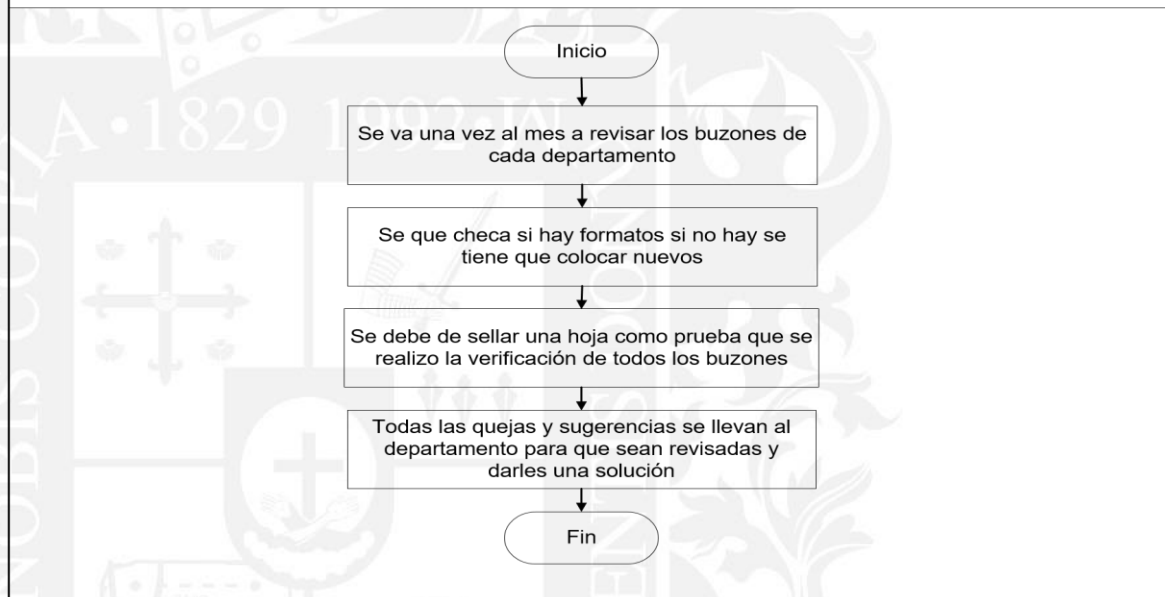 Inicio
Se va una vez al mes a revisar los buzones de
cada departamento
Se que checa si hay formatos si no hay se
tiene que colocar nuevos
Se debe de sellar una hoja como prueba que se
realizo la verificación de todos los buzones
Todas las quejas y sugerencias se llevan al
departamento para que sean revisadas y
darles una solución
Fin
A • 1829 1992 •